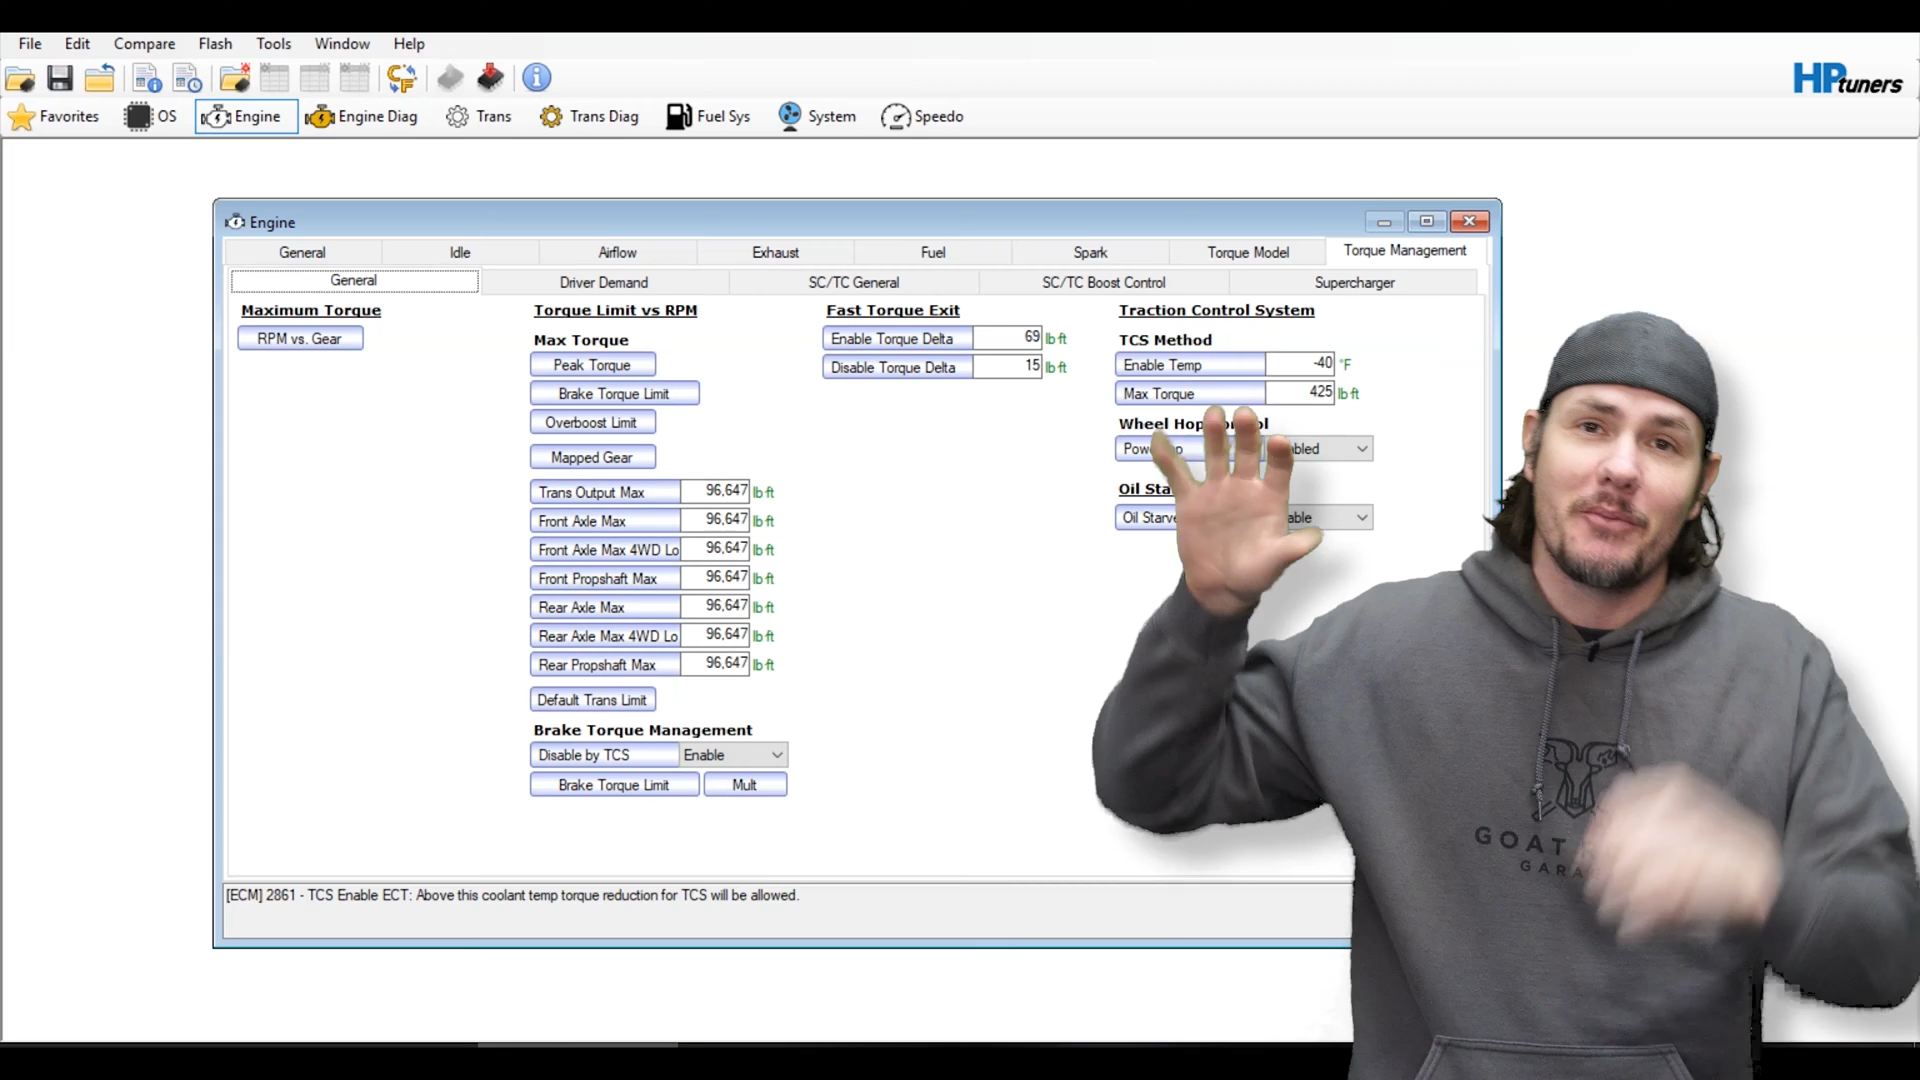 File Edit Compare Flash Tools Window Help
HPtuners
Favorites OS Engine Engine Diag Trans Trans Diag Fuel Sys System Speedo
Engine
General Idle Airflow Exhaust Fuel Spark Torque Model Torque Management
General Driver Demand SC/TC General SC/TC Boost Control Supercharger
Maximum Torque
RPM vs. Gear
Torque Limit vs RPM
Max Torque
Peak Torque
Brake Torque Limit
Overboost Limit
Mapped Gear
Trans Output Max 96,647 lb ft
Front Axle Max 96,647 lb ft
Front Axle Max 4WD Lo 96,647 lb ft
Front Propshaft Max 96,647 lb ft
Rear Axle Max 96,647 lb ft
Rear Axle Max 4WD Lo 96,647 lb ft
Rear Propshaft Max 96,647 lb ft
Default Trans Limit
Brake Torque Management
Disable by TCS Enable
Brake Torque Limit Mult
Fast Torque Exit
Enable Torque Delta 69 lb ft
Disable Torque Delta 15 lb ft
Traction Control System
TCS Method
Enable Temp -40 °F
Max Torque 425 lb ft
Wheel Hop
Oil
Oil
[ECM] 2861 - TCS Enable ECT: Above this coolant temp torque reduction for TCS will be allowed.
GOAT